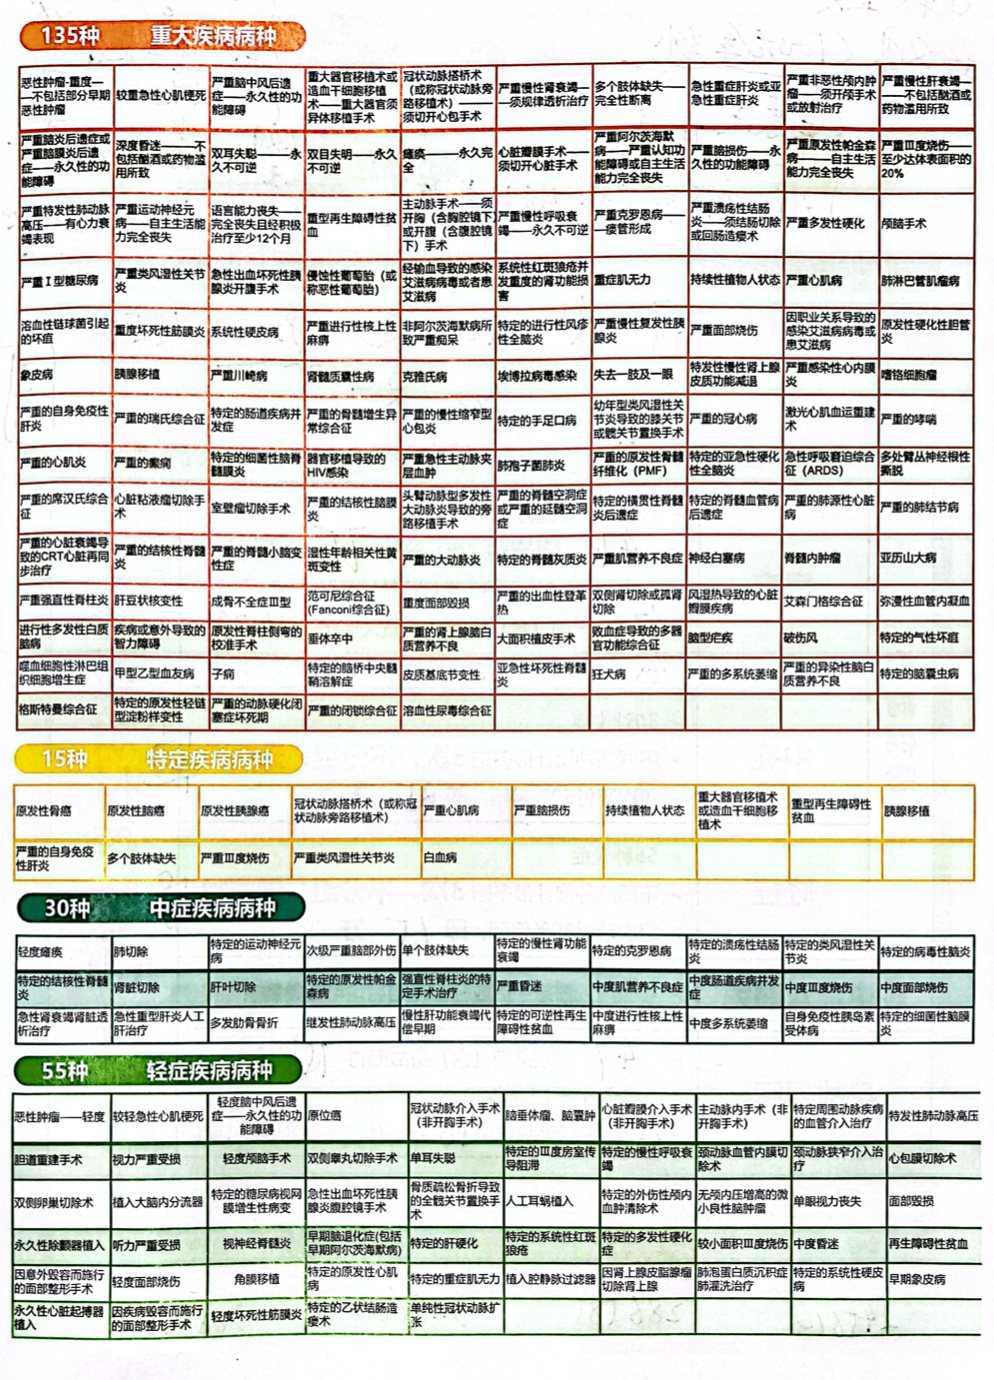 135种 重大疾病病种
恶性肿瘤-重度—
—不包括部分早期
恶性肿瘤
较重急性心肌梗死
严重脑中风后遗
症——永久性的功
能障碍
重大器官移植术或
造血干细胞移植
术——重大器官须
异体移植手术
冠状动脉搭桥术
（或称冠状动脉旁
路移植术）———
须切开心包手术
严重慢性肾衰竭—
—须规律透析治疗
多个肢体缺失——
完全性断离
急性重症肝炎或亚
急性重症肝炎
严重非恶性颅内肿
瘤——须开颅手术
或放射治疗
严重慢性肝衰竭—
—不包括酗酒或
药物滥用所致
严重脑炎后遗症或
严重脑膜炎后遗
症——永久性的功
能障碍
深度昏迷———不
包括酗酒或药物滥
用所致
双耳失聪———永
久不可逆
双目失明——永久
不可逆
瘫痪———永久完
全
心脏瓣膜手术——
须切开心脏手术
严重阿尔茨海默
病——严重认知功
能障碍或自主生活
能力完全丧失
严重脑损伤——永
久性的功能障碍
严重原发性帕金森
病———自主生活
能力完全丧失
严重Ⅲ度烧伤——
至少达体表面积的
20%
严重特发性肺动脉
高压——有心力衰
竭表现
严重运动神经元
病——自主生活能
力完全丧失
语言能力丧失——
完全丧失且经积极
治疗至少12个月
重型再生障碍性贫
血
主动脉手术——须
开胸（含胸腔镜下）
或开腹（含腹腔镜
下）手术
严重慢性呼吸衰
竭——永久不可逆
严重克罗恩病——
—瘘管形成
严重溃疡性结肠
炎——须结肠切除
或回肠造瘘术
严重多发性硬化
颅脑手术
严重Ⅰ型糖尿病
严重类风湿性关节
炎
急性出血坏死性胰
腺炎开腹手术
侵蚀性葡萄胎（或
称恶性葡萄胎）
经输血导致的感染
艾滋病病毒或者患
艾滋病
系统性红斑狼疮并
发重度的肾功能损
害
重症肌无力
持续性植物人状态
严重心肌病
肺淋巴管肌瘤病
溶血性链球菌引起
的坏疽
重度坏死性筋膜炎
系统性硬皮病
严重进行性核上性
麻痹
非阿尔茨海默病所
致严重痴呆
特定的进行性风疹
性全脑炎
严重慢性复发性胰
腺炎
严重面部烧伤
因职业关系导致的
感染艾滋病病毒或
患艾滋病
原发性硬化性胆管
炎
象皮病
胰腺移植
严重川崎病
肾髓质囊性病
克雅氏病
埃博拉病毒感染
失去一肢及一眼
特发性慢性肾上腺
皮质功能减退
严重感染性心内膜
炎
嗜铬细胞瘤
严重的自身免疫性
肝炎
严重的瑞氏综合征
特定的肠道疾病并
发症
严重的骨髓增生异
常综合征
严重的慢性缩窄型
心包炎
特定的手足口病
幼年型类风湿性关
节炎导致的膝关节
或髋关节置换手术
严重的冠心病
激光心肌血运重建
术
严重的哮喘
严重的心肌炎
严重的癫痫
特定的细菌性脑脊
髓膜炎
器官移植导致的
HIV感染
严重急性主动脉夹
层血肿
肺孢子菌肺炎
严重的原发性骨髓
纤维化（PMF）
特定的亚急性硬化
性全脑炎
急性呼吸窘迫综合
征（ARDS）
多处臂丛神经根性
撕脱
严重的席汉氏综合
征
心脏粘液瘤切除手
术
室壁瘤切除手术
严重的结核性脑膜
炎
头臂动脉型多发性
大动脉炎导致的旁
路移植手术
严重的脊髓空洞症
或严重的延髓空洞
症
特定的横贯性脊髓
炎后遗症
特定的脊髓血管病
后遗症
严重的肺源性心脏
病
严重的肺结节病
严重的心脏衰竭导
致的CRT心脏再同
步治疗
严重的结核性脊髓
炎
严重的脊髓小脑变
性症
湿性年龄相关性黄
斑变性
严重的大动脉炎
特定的脊髓灰质炎
严重肌营养不良症
神经白塞病
脊髓内肿瘤
亚历山大病
严重强直性脊柱炎
肝豆状核变性
成骨不全症Ⅲ型
范可尼综合征
(Fanconi综合征)
重度面部毁损
严重的出血性登革
热
双侧肾切除或孤肾
切除
风湿热导致的心脏
瓣膜疾病
艾森门格综合征
弥漫性血管内凝血
进行性多发性白质
脑病
疾病或意外导致的
智力障碍
原发性脊柱侧弯的
校准手术
垂体卒中
严重的肾上腺脑白
质营养不良
大面积植皮手术
败血症导致的多器
官功能综合征
脑型疟疾
破伤风
特定的气性坏疽
噬血细胞性淋巴组
织细胞增生症
甲型乙型血友病
子痫
特定的脑桥中央髓
鞘溶解症
皮质基底节变性
亚急性坏死性脊髓
炎
狂犬病
严重的多系统萎缩
严重的异染性脑白
质营养不良
特定的脑囊虫病
格斯特曼综合征
特定的原发性轻链
型淀粉样变性
严重的动脉硬化闭
塞症坏死期
严重的闭锁综合征
溶血性尿毒综合征
15种 特定疾病病种
原发性骨癌
原发性脑癌
原发性胰腺癌
冠状动脉搭桥术（或称冠
状动脉旁路移植术）
严重心肌病
严重脑损伤
持续植物人状态
重大器官移植术
或造血干细胞移
植术
重型再生障碍性
贫血
胰腺移植
严重的自身免疫
性肝炎
多个肢体缺失
严重Ⅲ度烧伤
严重类风湿性关节炎
白血病
30种 中症疾病病种
轻度瘫痪
肺切除
特定的运动神经元
病
次级严重脑部外伤
单个肢体缺失
特定的慢性肾功能
衰竭
特定的克罗恩病
特定的溃疡性结肠
炎
特定的类风湿性关
节炎
特定的病毒性脑炎
特定的结核性脊髓
炎
肾脏切除
肝叶切除
特定的原发性帕金
森病
强直性脊柱炎的特
定手术治疗
严重昏迷
中度肌营养不良症
中度肠道疾病并发
症
中度Ⅲ度烧伤
中度面部烧伤
急性肾衰竭肾脏透
析治疗
急性重型肝炎人工
肝治疗
多发肋骨骨折
继发性肺动脉高压
慢性肝功能衰竭代
偿早期
特定的可逆性再生
障碍性贫血
中度进行性核上性
麻痹
中度多系统萎缩
自身免疫性胰岛素
受体病
特定的细菌性脑膜
炎
55种 轻症疾病病种
恶性肿瘤——轻度
较轻急性心肌梗死
轻度脑中风后遗
症——永久性的功
能障碍
原位癌
冠状动脉介入手术
（非开胸手术）
脑垂体瘤、脑囊肿
心脏瓣膜介入手术
（非开胸手术）
主动脉内手术（非
开胸手术）
特定周围动脉疾病
的血管介入治疗
特发性肺动脉高压
胆道重建手术
视力严重受损
轻度颅脑手术
双侧睾丸切除手术
单耳失聪
特定的Ⅲ度房室传
导阻滞
特定的慢性呼吸衰
竭
颈动脉血管内膜切
除术
颈动脉狭窄介入治
疗
心包膜切除术
双侧卵巢切除术
植入大脑内分流器
特定的糖尿病视网
膜增生性病变
急性出血坏死性胰
腺炎腹腔镜手术
骨质疏松骨折导致
的全髋关节置换手
术
人工耳蜗植入
特定的外伤性颅内
血肿清除术
无颅内压增高的微
小良性脑肿瘤
单眼视力丧失
面部毁损
永久性除颤器植入
听力严重受损
视神经脊髓炎
早期脑退化症(包括
早期阿尔茨海默病)
特定的肝硬化
特定的系统性红斑
狼疮
特定的多发性硬化
症
较小面积Ⅲ度烧伤
中度昏迷
再生障碍性贫血
因意外毁容而施行
的面部整形手术
轻度面部烧伤
角膜移植
特定的原发性心肌
病
特定的重症肌无力
植入腔静脉过滤器
因肾上腺皮脂腺瘤
切除肾上腺
肺泡蛋白质沉积症
肺灌洗治疗
特定的系统性硬皮
病
早期象皮病
永久性心脏起搏器
植入
因疾病毁容而施行
的面部整形手术
轻度坏死性筋膜炎
特定的乙状结肠造
瘘术
单纯性冠状动脉扩
张